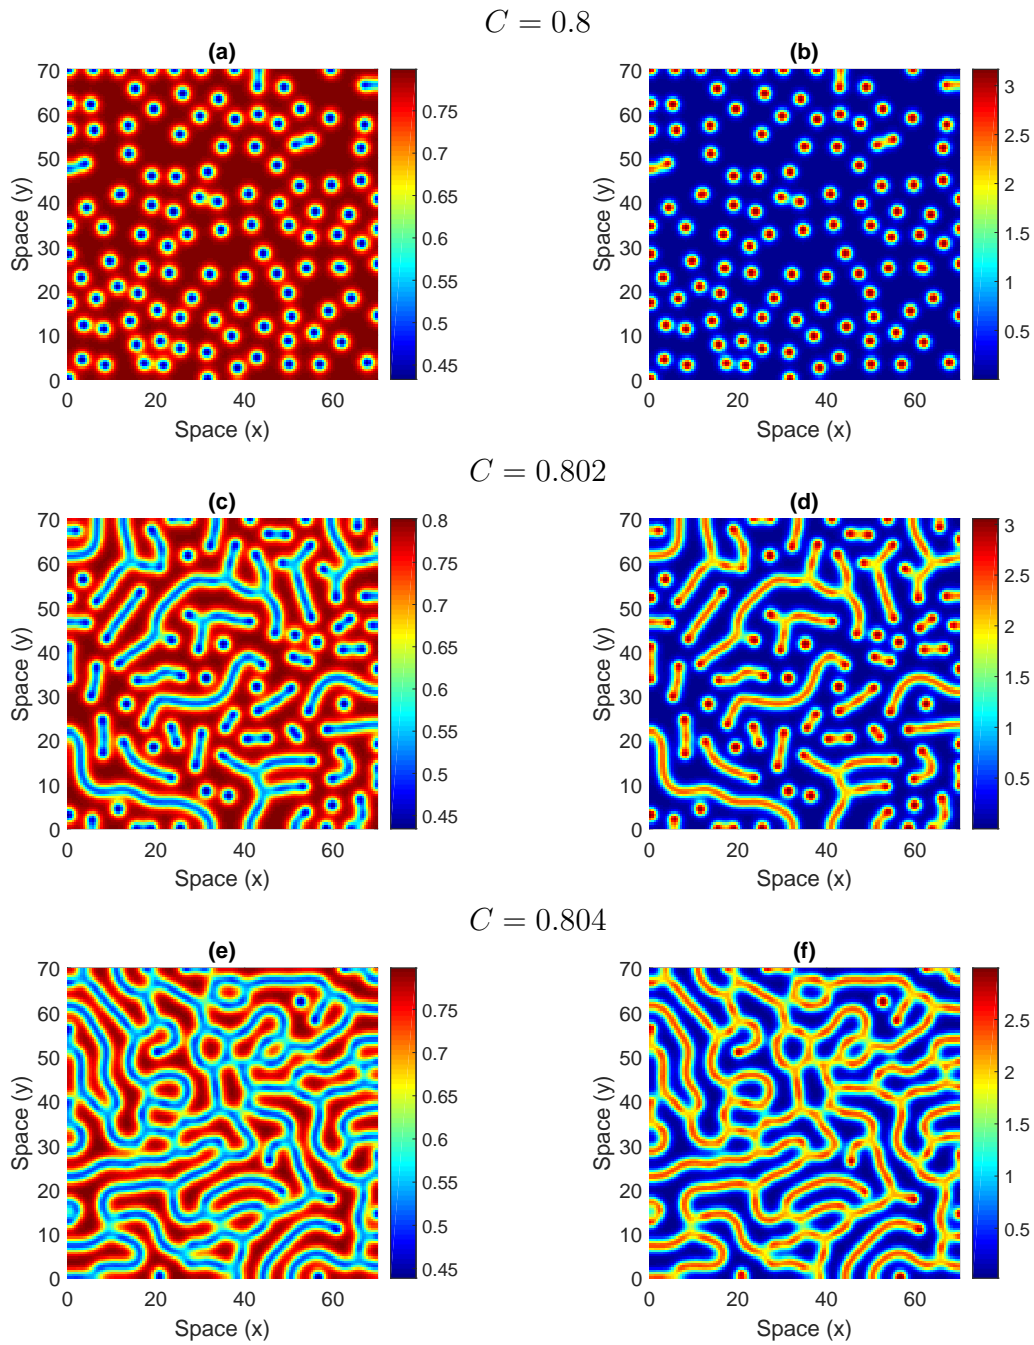 C = 0.8
(a) (b)
70 60 50 40 30 20 10 0
Space (y)
0 20 40 60
Space (x)
0.75 0.7 0.65 0.6 0.55 0.5 0.45
70 60 50 40 30 20 10 0
Space (y)
0 20 40 60
Space (x)
3 2.5 2 1.5 1 0.5
C = 0.802
(c) (d)
70 60 50 40 30 20 10 0
Space (y)
0 20 40 60
Space (x)
0.8 0.75 0.7 0.65 0.6 0.55 0.5 0.45
70 60 50 40 30 20 10 0
Space (y)
0 20 40 60
Space (x)
3 2.5 2 1.5 1 0.5
C = 0.804
(e) (f)
70 60 50 40 30 20 10 0
Space (y)
0 20 40 60
Space (x)
0.75 0.7 0.65 0.6 0.55 0.5 0.45
70 60 50 40 30 20 10 0
Space (y)
0 20 40 60
Space (x)
2.5 2 1.5 1 0.5